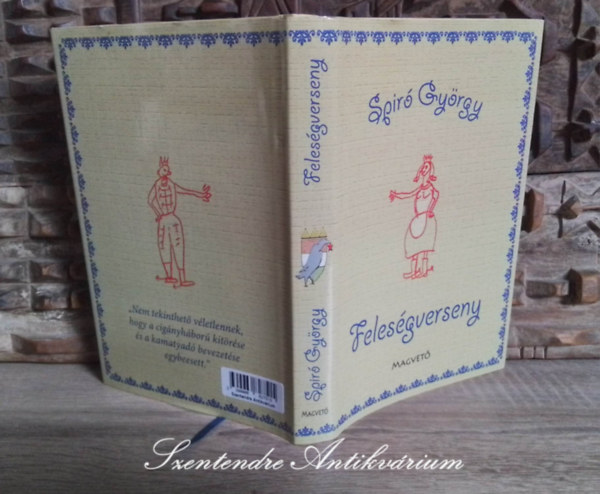 „Nem tekinthető véletlennek,
hogy a cigányháború kitörése
és a kamatadó bevezetése
egybeesett.”
Feleségverseny
Spiró György
MAGVETŐ
Spiró György
Feleségverseny
MAGVETŐ
Szentendre Antikvárium